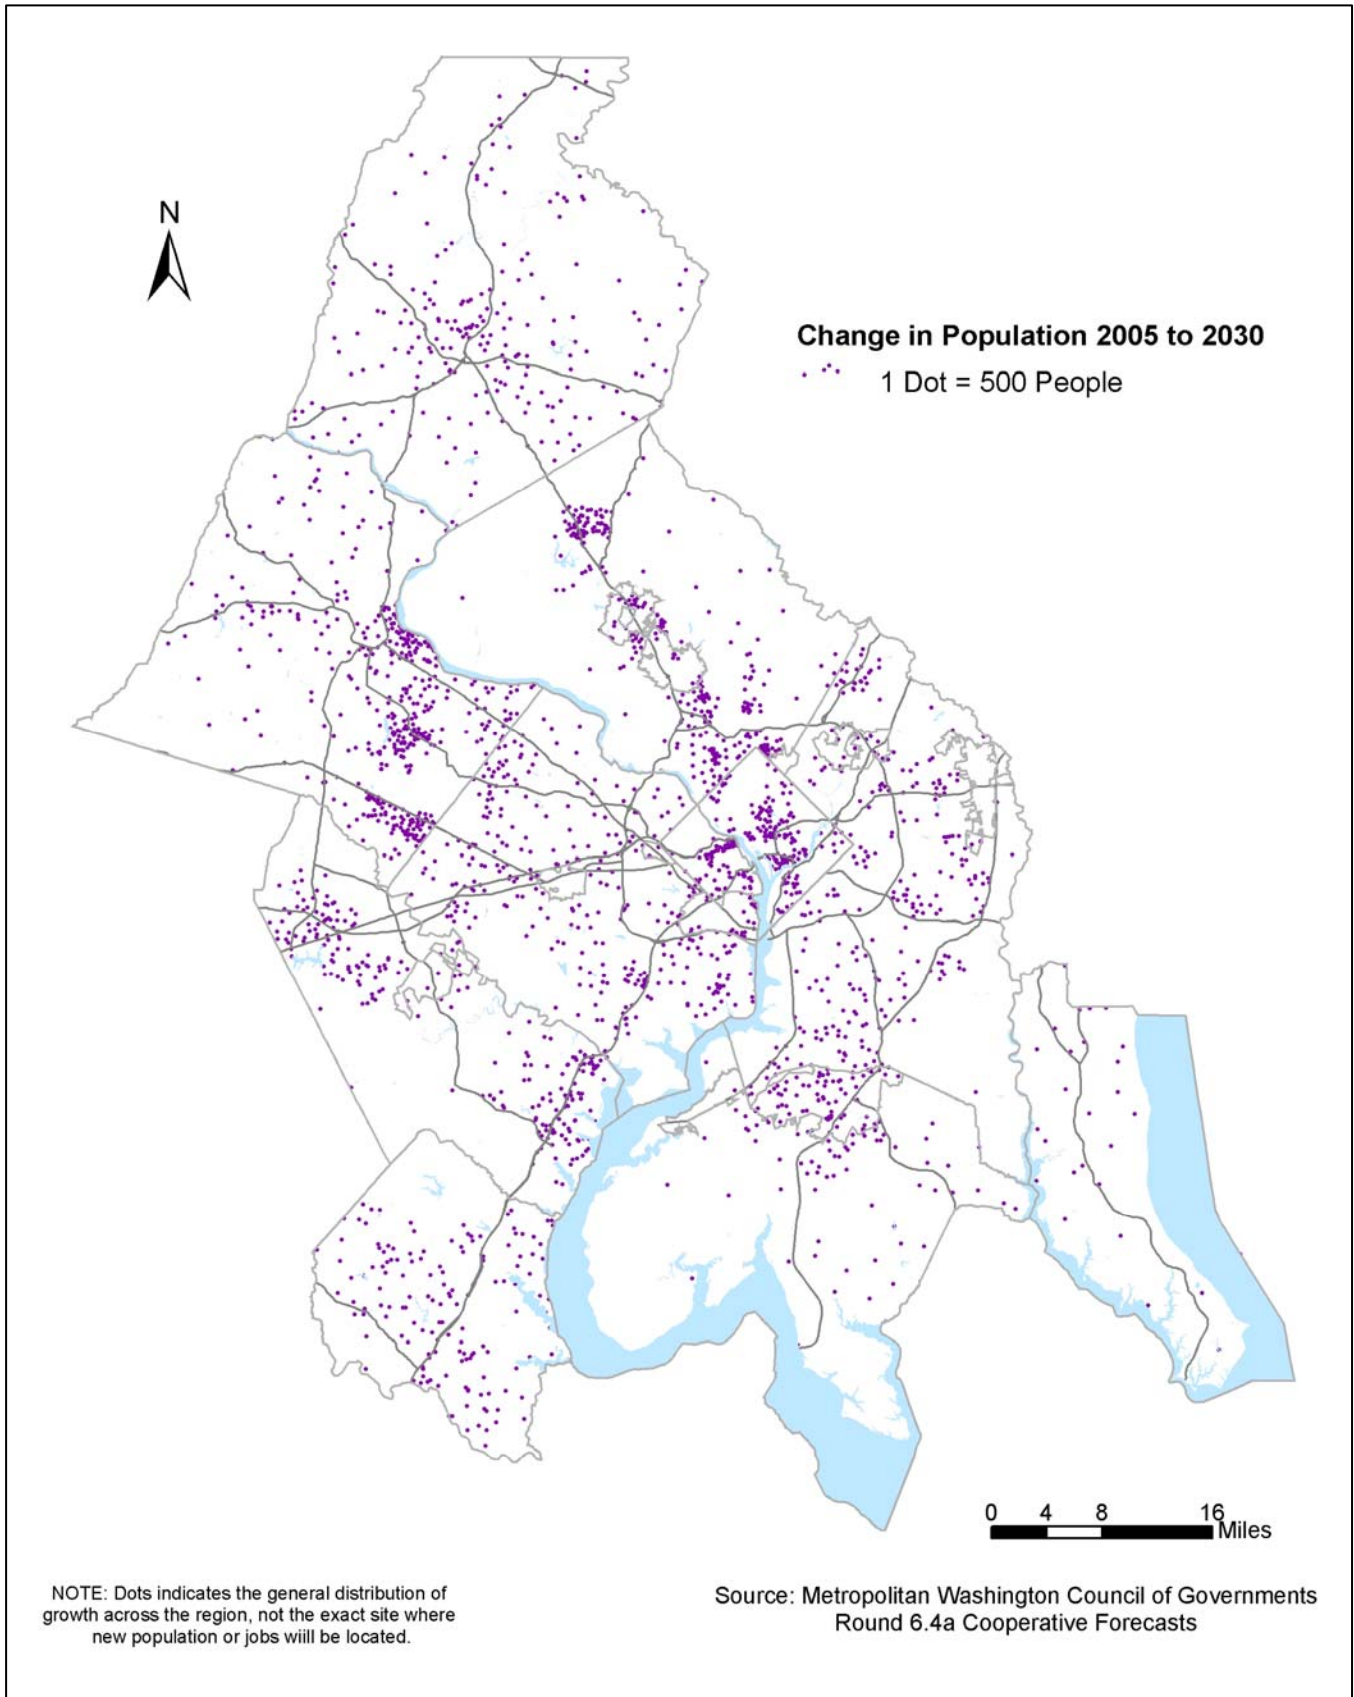 N
Change in Population 2005 to 2030
1 Dot = 500 People
0 4 8 16
Miles
NOTE: Dots indicates the general distribution of
growth across the region, not the exact site where
new population or jobs wiill be located.
Source: Metropolitan Washington Council of Governments
Round 6.4a Cooperative Forecasts